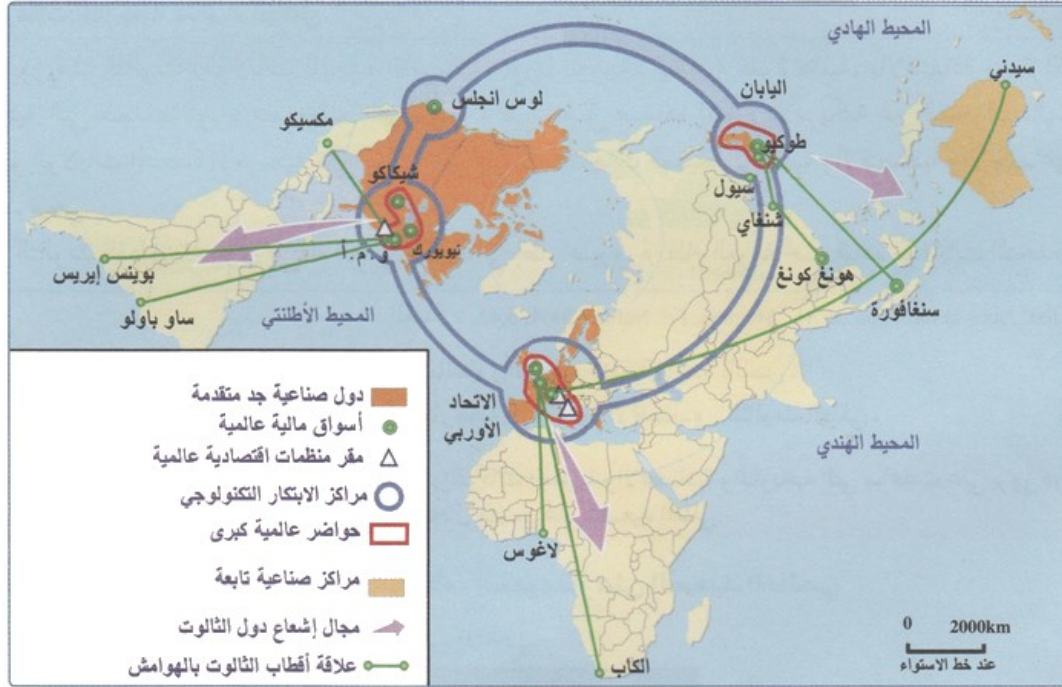 المحيط الهادي
سيدني
اليابان
لوس انجلس
مكسيكو
طوكيو
شيكاكو
سيول
شنغاي
نيويورك
و.م.أ
بوينس إيريس
هونغ كونغ
سنغافورة
ساو باولو
المحيط الأطلنتي
الاتحاد
الأوربي
المحيط الهندي
لاغوس
الكاب
دول صناعية جد متقدمة
أسواق مالية عالمية
مقر منظمات اقتصادية عالمية
مراكز الابتكار التكنولوجي
حواضر عالمية كبرى
مراكز صناعية تابعة
مجال إشعاع دول الثالوت
علاقة أقطاب الثالوت بالهوامش
0 2000km
عند خط الاستواء